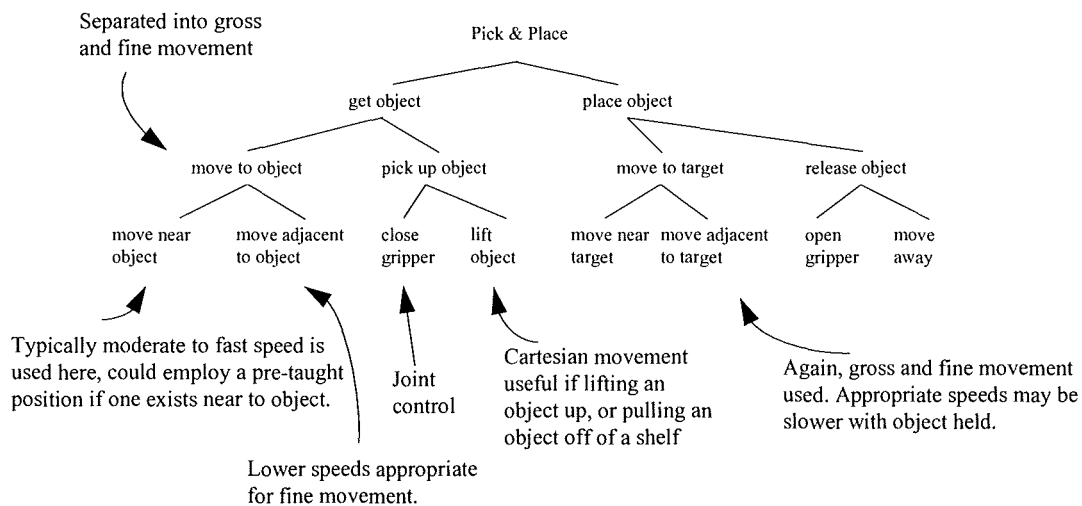 Separated into gross
and fine movement
Pick & Place
get object
place object
move to object
pick up object
move to target
release object
move near
object
move adjacent
to object
close
gripper
lift
object
move near
target
move adjacent
to target
open
gripper
move
away
Typically moderate to fast speed is
used here, could employ a pre-taught
position if one exists near to object.
Lower speeds appropriate
for fine movement.
Joint
control
Cartesian movement
useful if lifting an
object up, or pulling an
object off of a shelf
Again, gross and fine movement
used. Appropriate speeds may be
slower with object held.